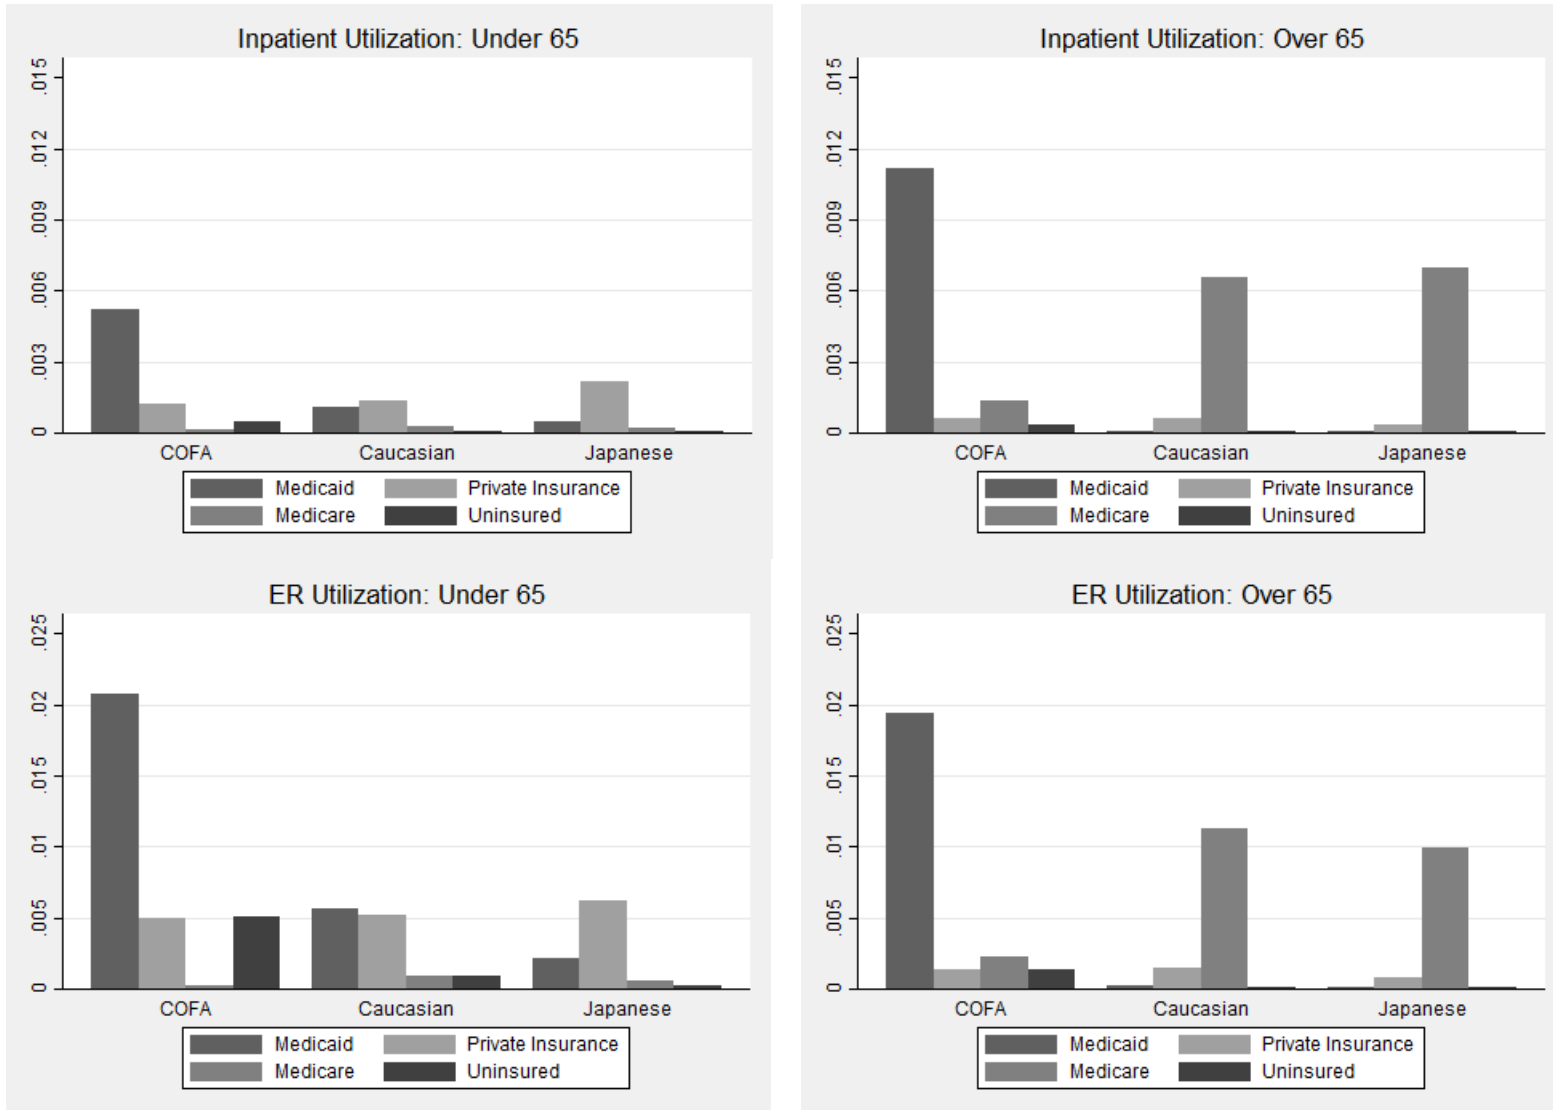 Inpatient Utilization: Under 65
.015
.012
.009
.006
.003
0
COFA Caucasian Japanese
Medicaid Private Insurance
Medicare Uninsured
Inpatient Utilization: Over 65
.015
.012
.009
.006
.003
0
COFA Caucasian Japanese
Medicaid Private Insurance
Medicare Uninsured
ER Utilization: Under 65
.025
.02
.015
.01
.005
0
COFA Caucasian Japanese
Medicaid Private Insurance
Medicare Uninsured
ER Utilization: Over 65
.025
.02
.015
.01
.005
0
COFA Caucasian Japanese
Medicaid Private Insurance
Medicare Uninsured